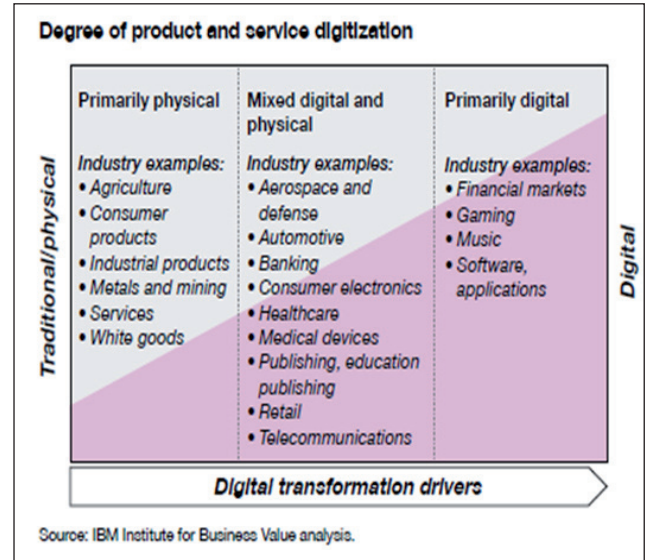 Degree of product and service digitization
Primarily physical
Industry examples:
• Agriculture
• Consumer
products
• Industrial products
• Metals and mining
• Services
• White goods
Mixed digital and
physical
Industry examples:
• Aerospace and
defense
• Automotive
• Banking
• Consumer electronics
• Healthcare
• Medical devices
• Publishing, education
publishing
• Retail
• Telecommunications
Primarily digital
Industry examples:
• Financial markets
• Gaming
• Music
• Software,
applications
Traditional/physical
Digital
Digital transformation drivers
Source: IBM Institute for Business Value analysis.